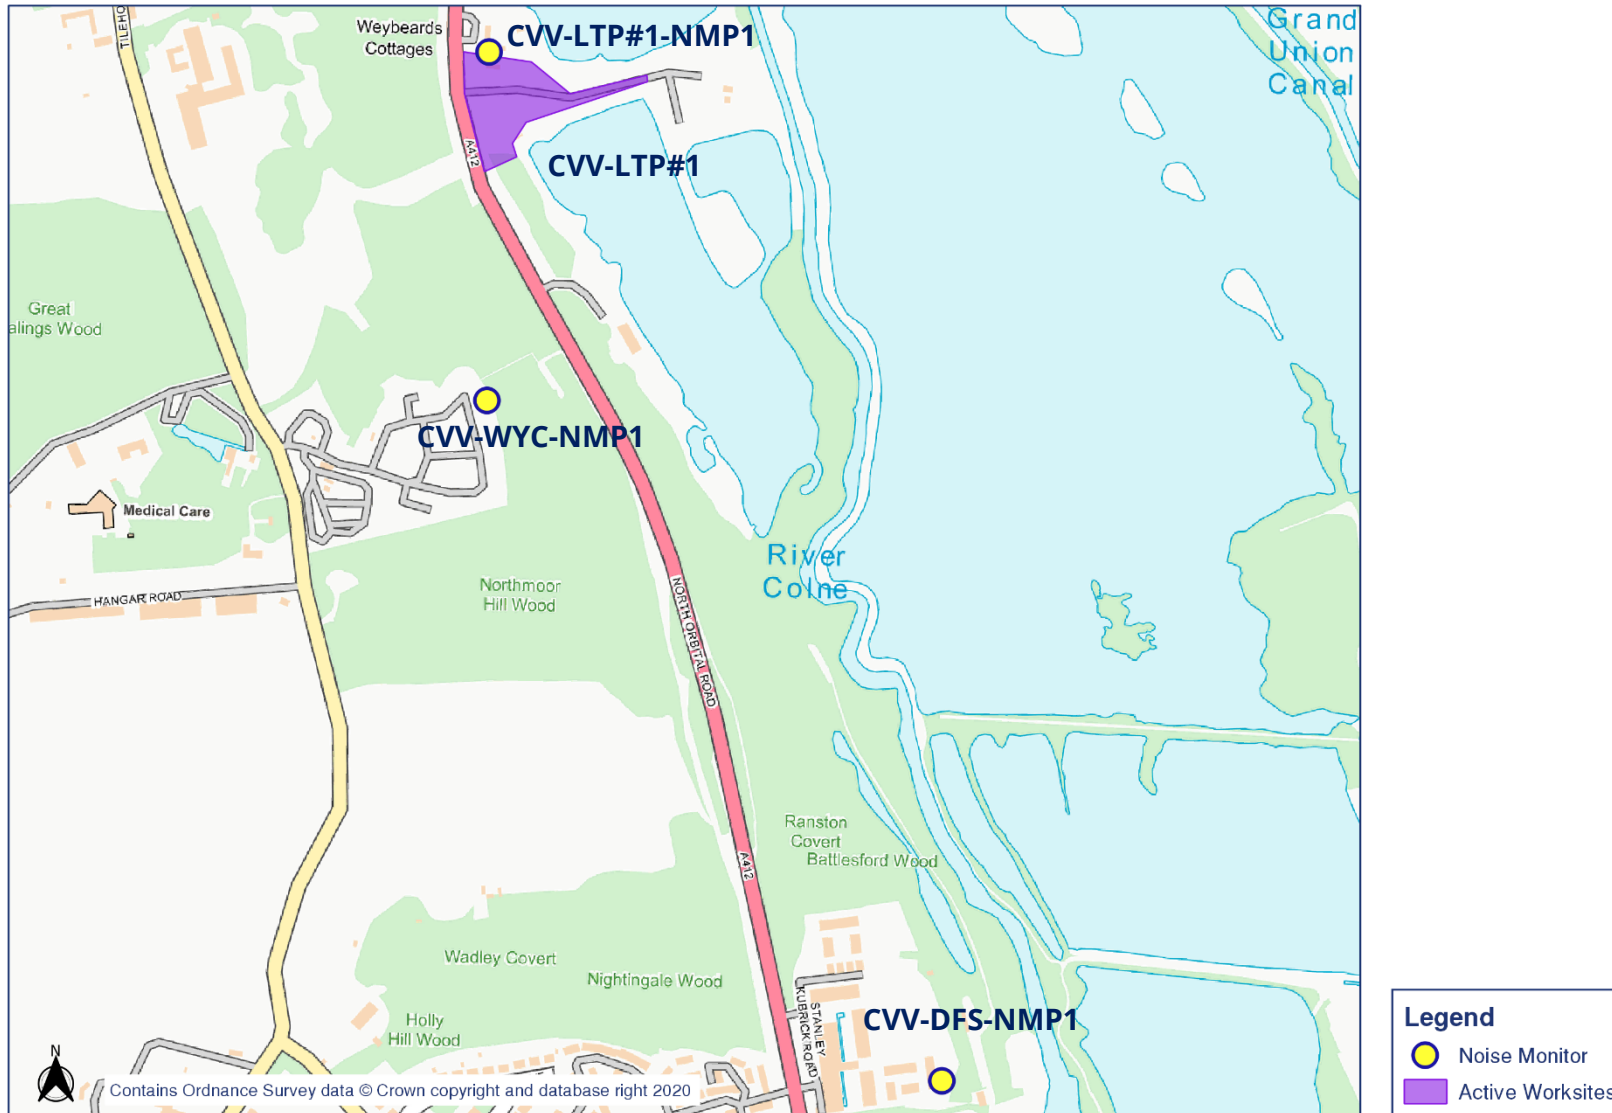 TILEHO
Weybeards
Cottages
CVV-LTP#1-NMP1
Grand
Union
Canal
A412
CVV-LTP#1
Great
alings Wood
CVV-WYC-NMP1
Medical Care
River
Colne
Northmoor
Hill Wood
HANGAR ROAD
NORTH ORBITAL ROAD
Ranston
Covert
Battlesford Wood
A412
Wadley Covert
Nightingale Wood
STANLEY
KUBRICK ROAD
CVV-DFS-NMP1
Holly
Hill Wood
N
Contains Ordnance Survey data © Crown copyright and database right 2020
Legend
Noise Monitor
Active Worksites